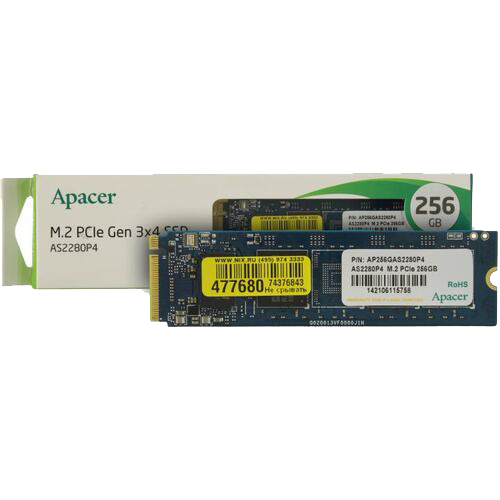 Apacer
M.2 PCIe Gen 3x4 SSD
AS2280P4
256
GB
P/N: AP256GAS2280P4
AS2280P4 M.2 PCIe 256GB
WWW.NIX.RU (495) 974 3333
74376843
477680
Не срывать
P/N: AP256GAS2280P4
AS2280P4 M.2 PCIe 256GB
RoHS
Apacer
142106115758